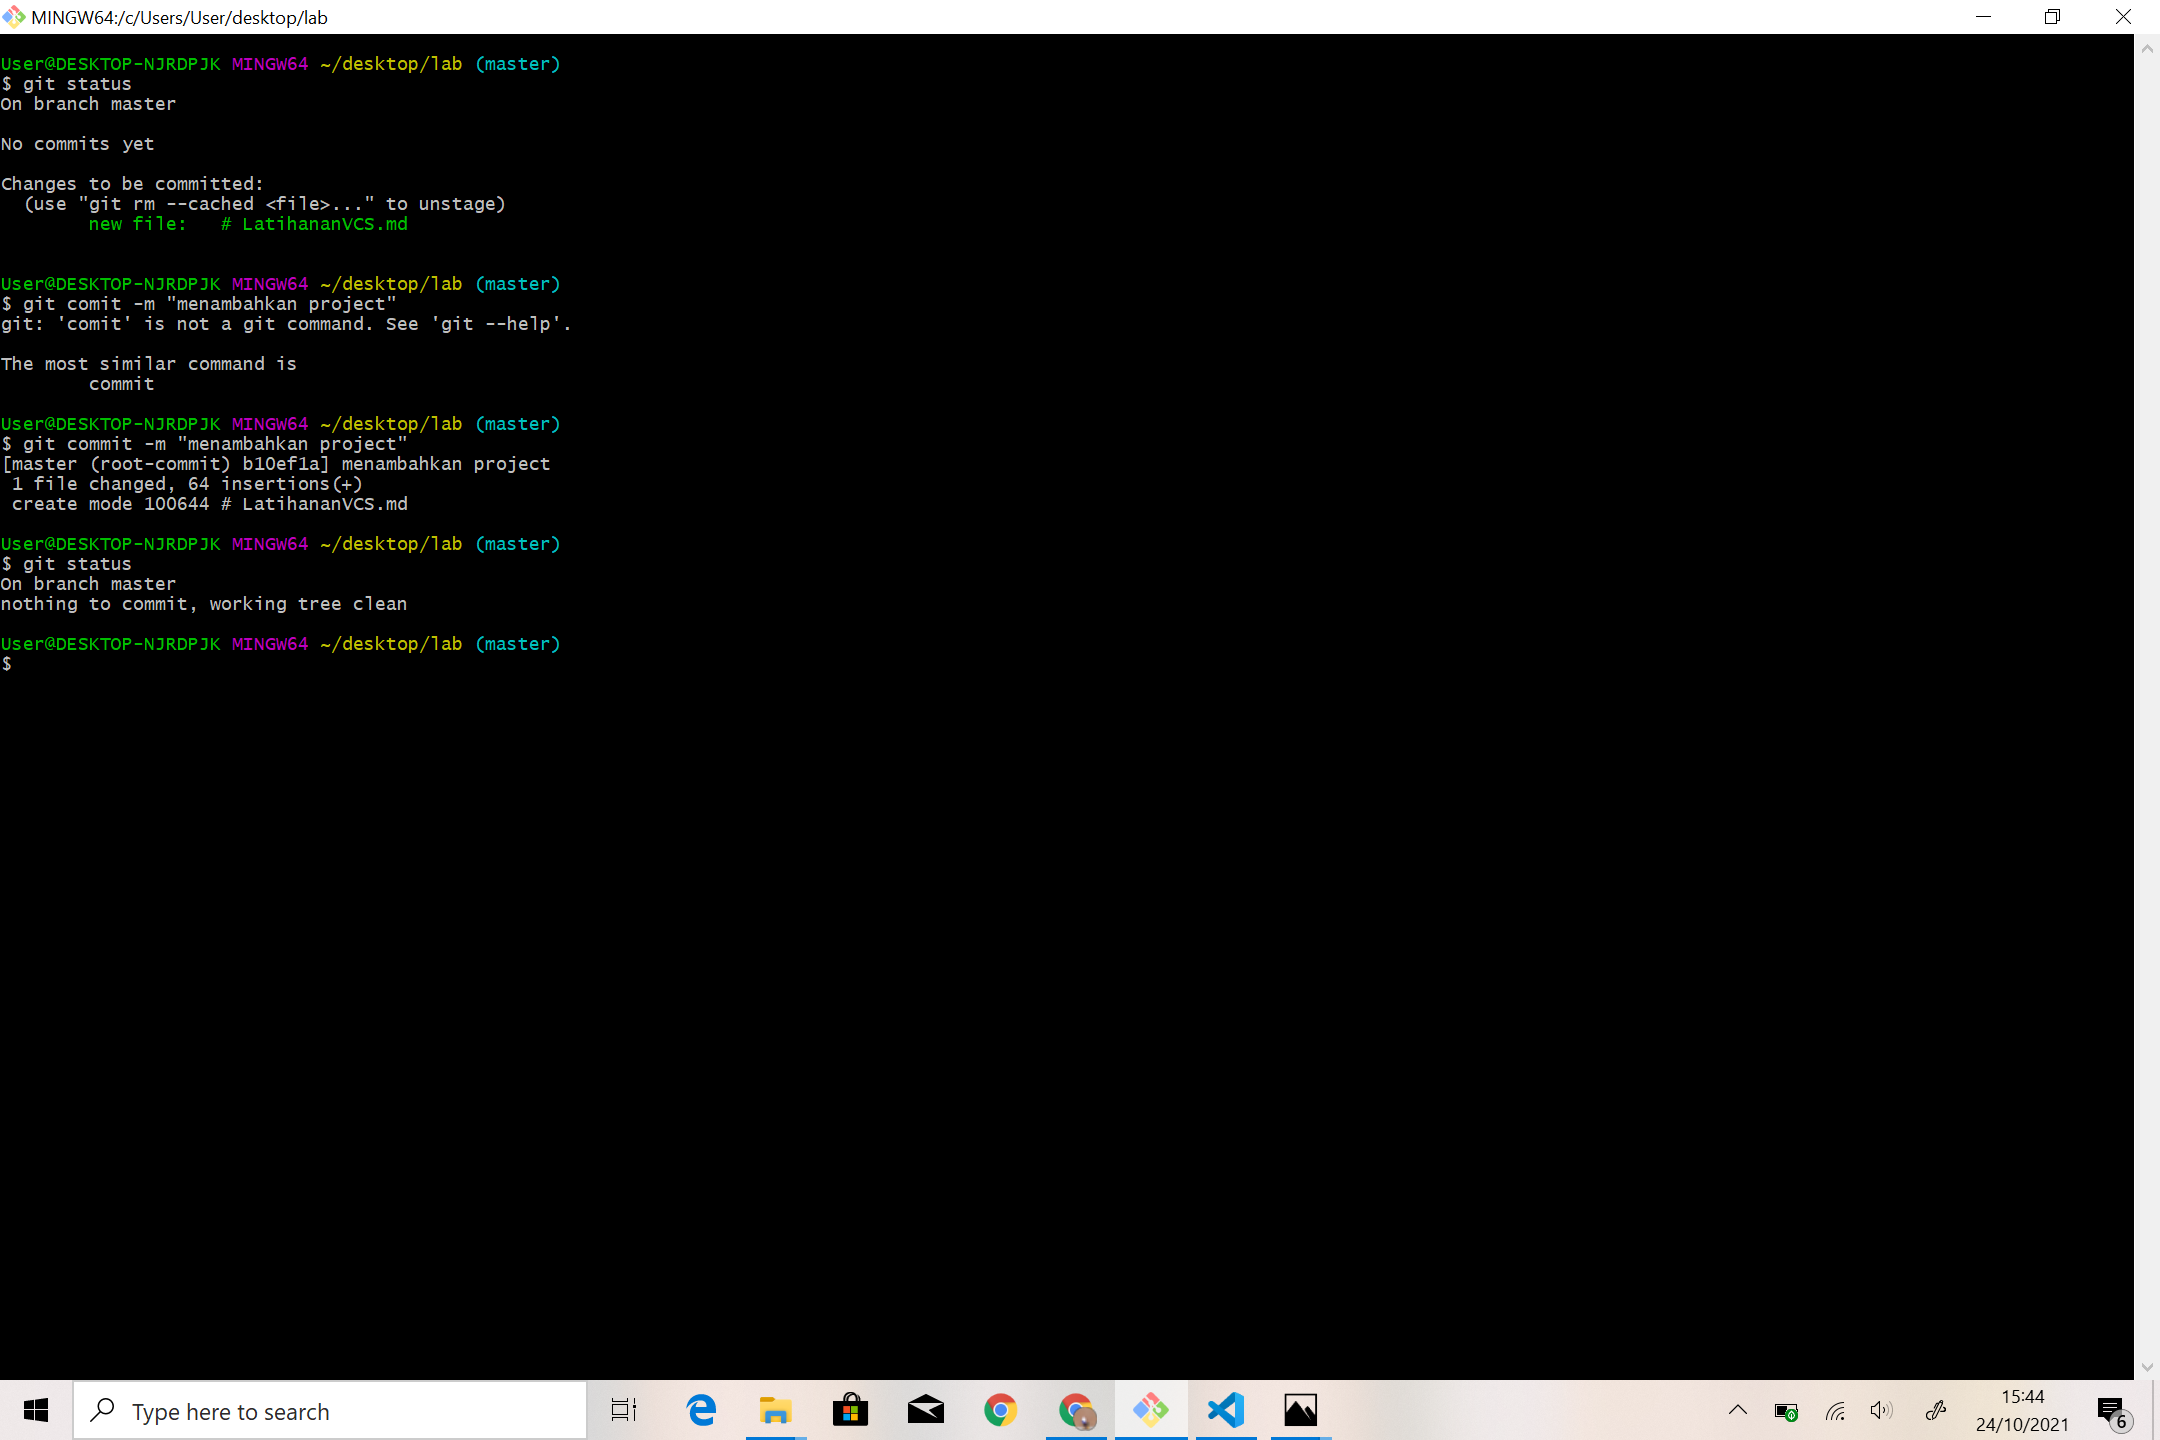 MINGW64:/c/Users/User/desktop/lab
User@DESKTOP-NJRDPJK MINGW64 ~/desktop/lab (master)
$ git status
On branch master
No commits yet
Changes to be committed:
  (use "git rm --cached <file>..." to unstage)
        new file:   # LatihananVCS.md
User@DESKTOP-NJRDPJK MINGW64 ~/desktop/lab (master)
$ git comit -m "menambahkan project"
git: 'comit' is not a git command. See 'git --help'.
The most similar command is
        commit
User@DESKTOP-NJRDPJK MINGW64 ~/desktop/lab (master)
$ git commit -m "menambahkan project"
[master (root-commit) b10ef1a] menambahkan project
 1 file changed, 64 insertions(+)
 create mode 100644 # LatihananVCS.md
User@DESKTOP-NJRDPJK MINGW64 ~/desktop/lab (master)
$ git status
On branch master
nothing to commit, working tree clean
User@DESKTOP-NJRDPJK MINGW64 ~/desktop/lab (master)
$
Type here to search
15:44
24/10/2021
6